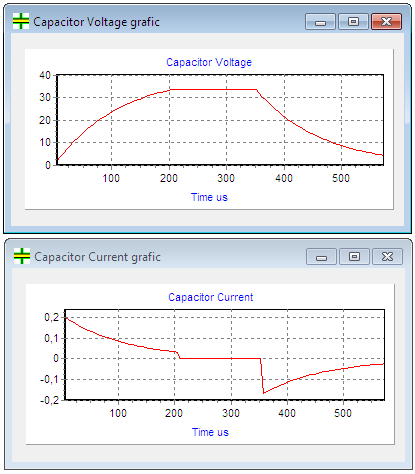 Capacitor Voltage grafic
Capacitor Voltage
40
30
20
10
0
100 200 300 400 500
Time us
Capacitor Current grafic
Capacitor Current
0,2
0,1
0
-0,1
-0,2
100 200 300 400 500
Time us